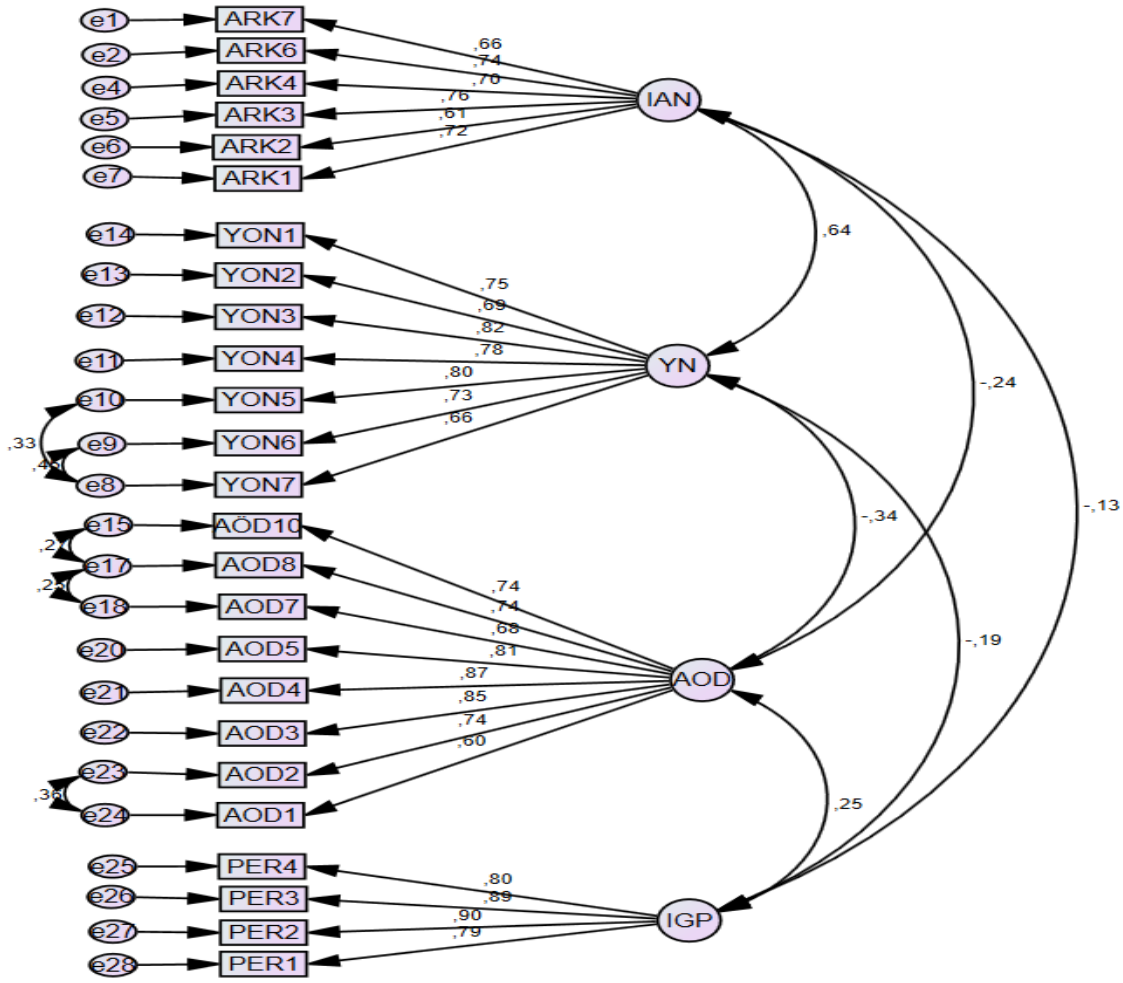 e1 ARK7
,66
e2 ARK6
,74
e4 ARK4
,70
e5 ARK3
,76
e6 ARK2
,61
e7 ARK1
,72
IAN
e14 YON1
,75
e13 YON2
,69
e12 YON3
,82
e11 YON4
,78
e10 YON5
,80
e9 YON6
,73
e8 YON7
,66
,33
YN
,64
-,24
-,13
e15 AÖD10
,74
e17 AOD8
,74
e18 AOD7
,68
e20 AOD5
,81
e21 AOD4
,87
e22 AOD3
,85
e23 AOD2
,74
e24 AOD1
,60
,36
AOD
-,34
-,19
,25
e25 PER4
,80
e26 PER3
,89
e27 PER2
,90
e28 PER1
,79
IGP